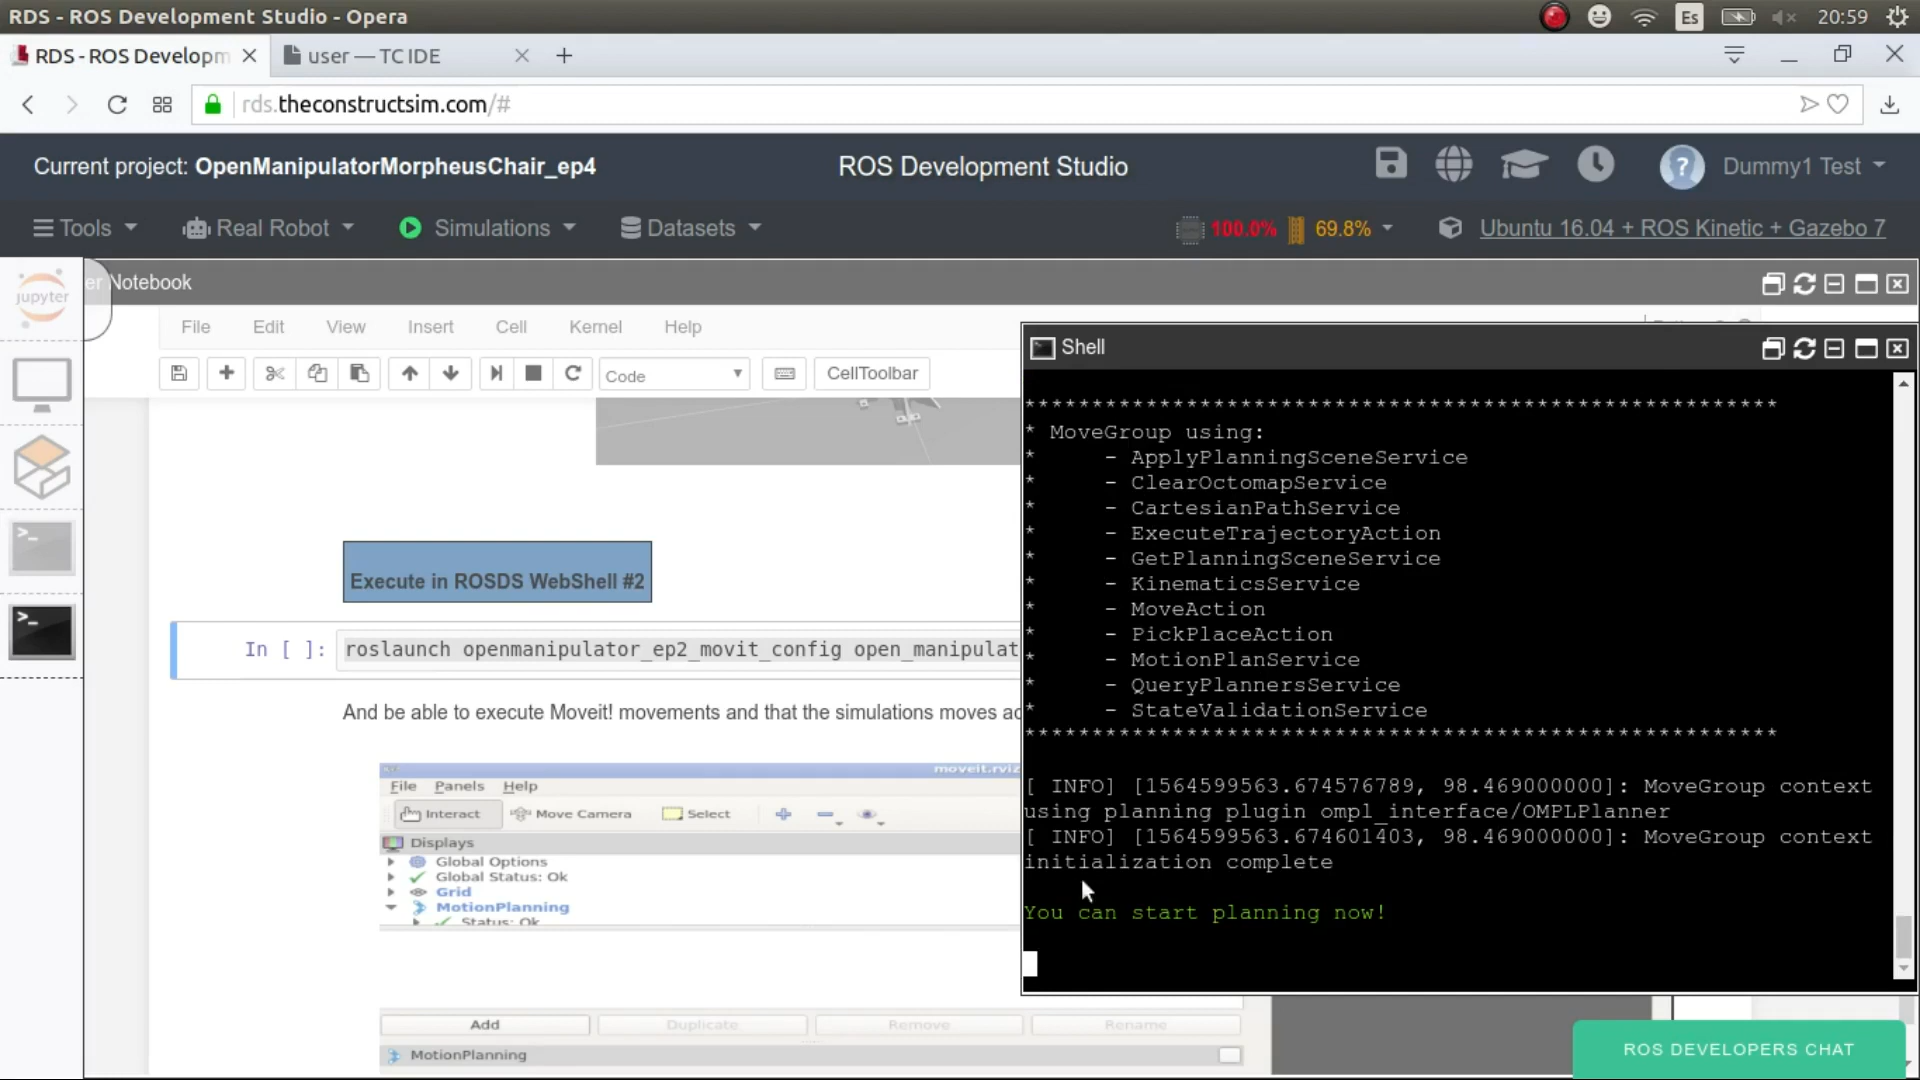 RDS - ROS Development Studio - Opera
Es
20:59
RDS - ROS Developm
user — TC IDE
rds.theconstructsim.com/#
Current project: OpenManipulatorMorpheusChair_ep4
ROS Development Studio
?
Dummy1 Test
Tools
Real Robot
Simulations
Datasets
100.0%
69.8%
Ubuntu 16.04 + ROS Kinetic + Gazebo 7
jupyter
er Notebook
File
Edit
View
Insert
Cell
Kernel
Help
Code
CellToolbar
Execute in ROSDS WebShell #2
In [ ]:
roslaunch openmanipulator_ep2_movit_config open_manipulat
And be able to execute Moveit! movements and that the simulations moves ac
moveit.rviz
File
Panels
Help
Interact
Move Camera
Select
Displays
Global Options
Global Status: Ok
Grid
MotionPlanning
Status: Ok
Add
Duplicate
Remove
Rename
MotionPlanning
Shell
********************************************************
* MoveGroup using:
*     - ApplyPlanningSceneService
*     - ClearOctomapService
*     - CartesianPathService
*     - ExecuteTrajectoryAction
*     - GetPlanningSceneService
*     - KinematicsService
*     - MoveAction
*     - PickPlaceAction
*     - MotionPlanService
*     - QueryPlannersService
*     - StateValidationService
********************************************************
[ INFO] [1564599563.674576789, 98.469000000]: MoveGroup context
using planning plugin ompl_interface/OMPLPlanner
[ INFO] [1564599563.674601403, 98.469000000]: MoveGroup context
initialization complete
You can start planning now!
ROS DEVELOPERS CHAT